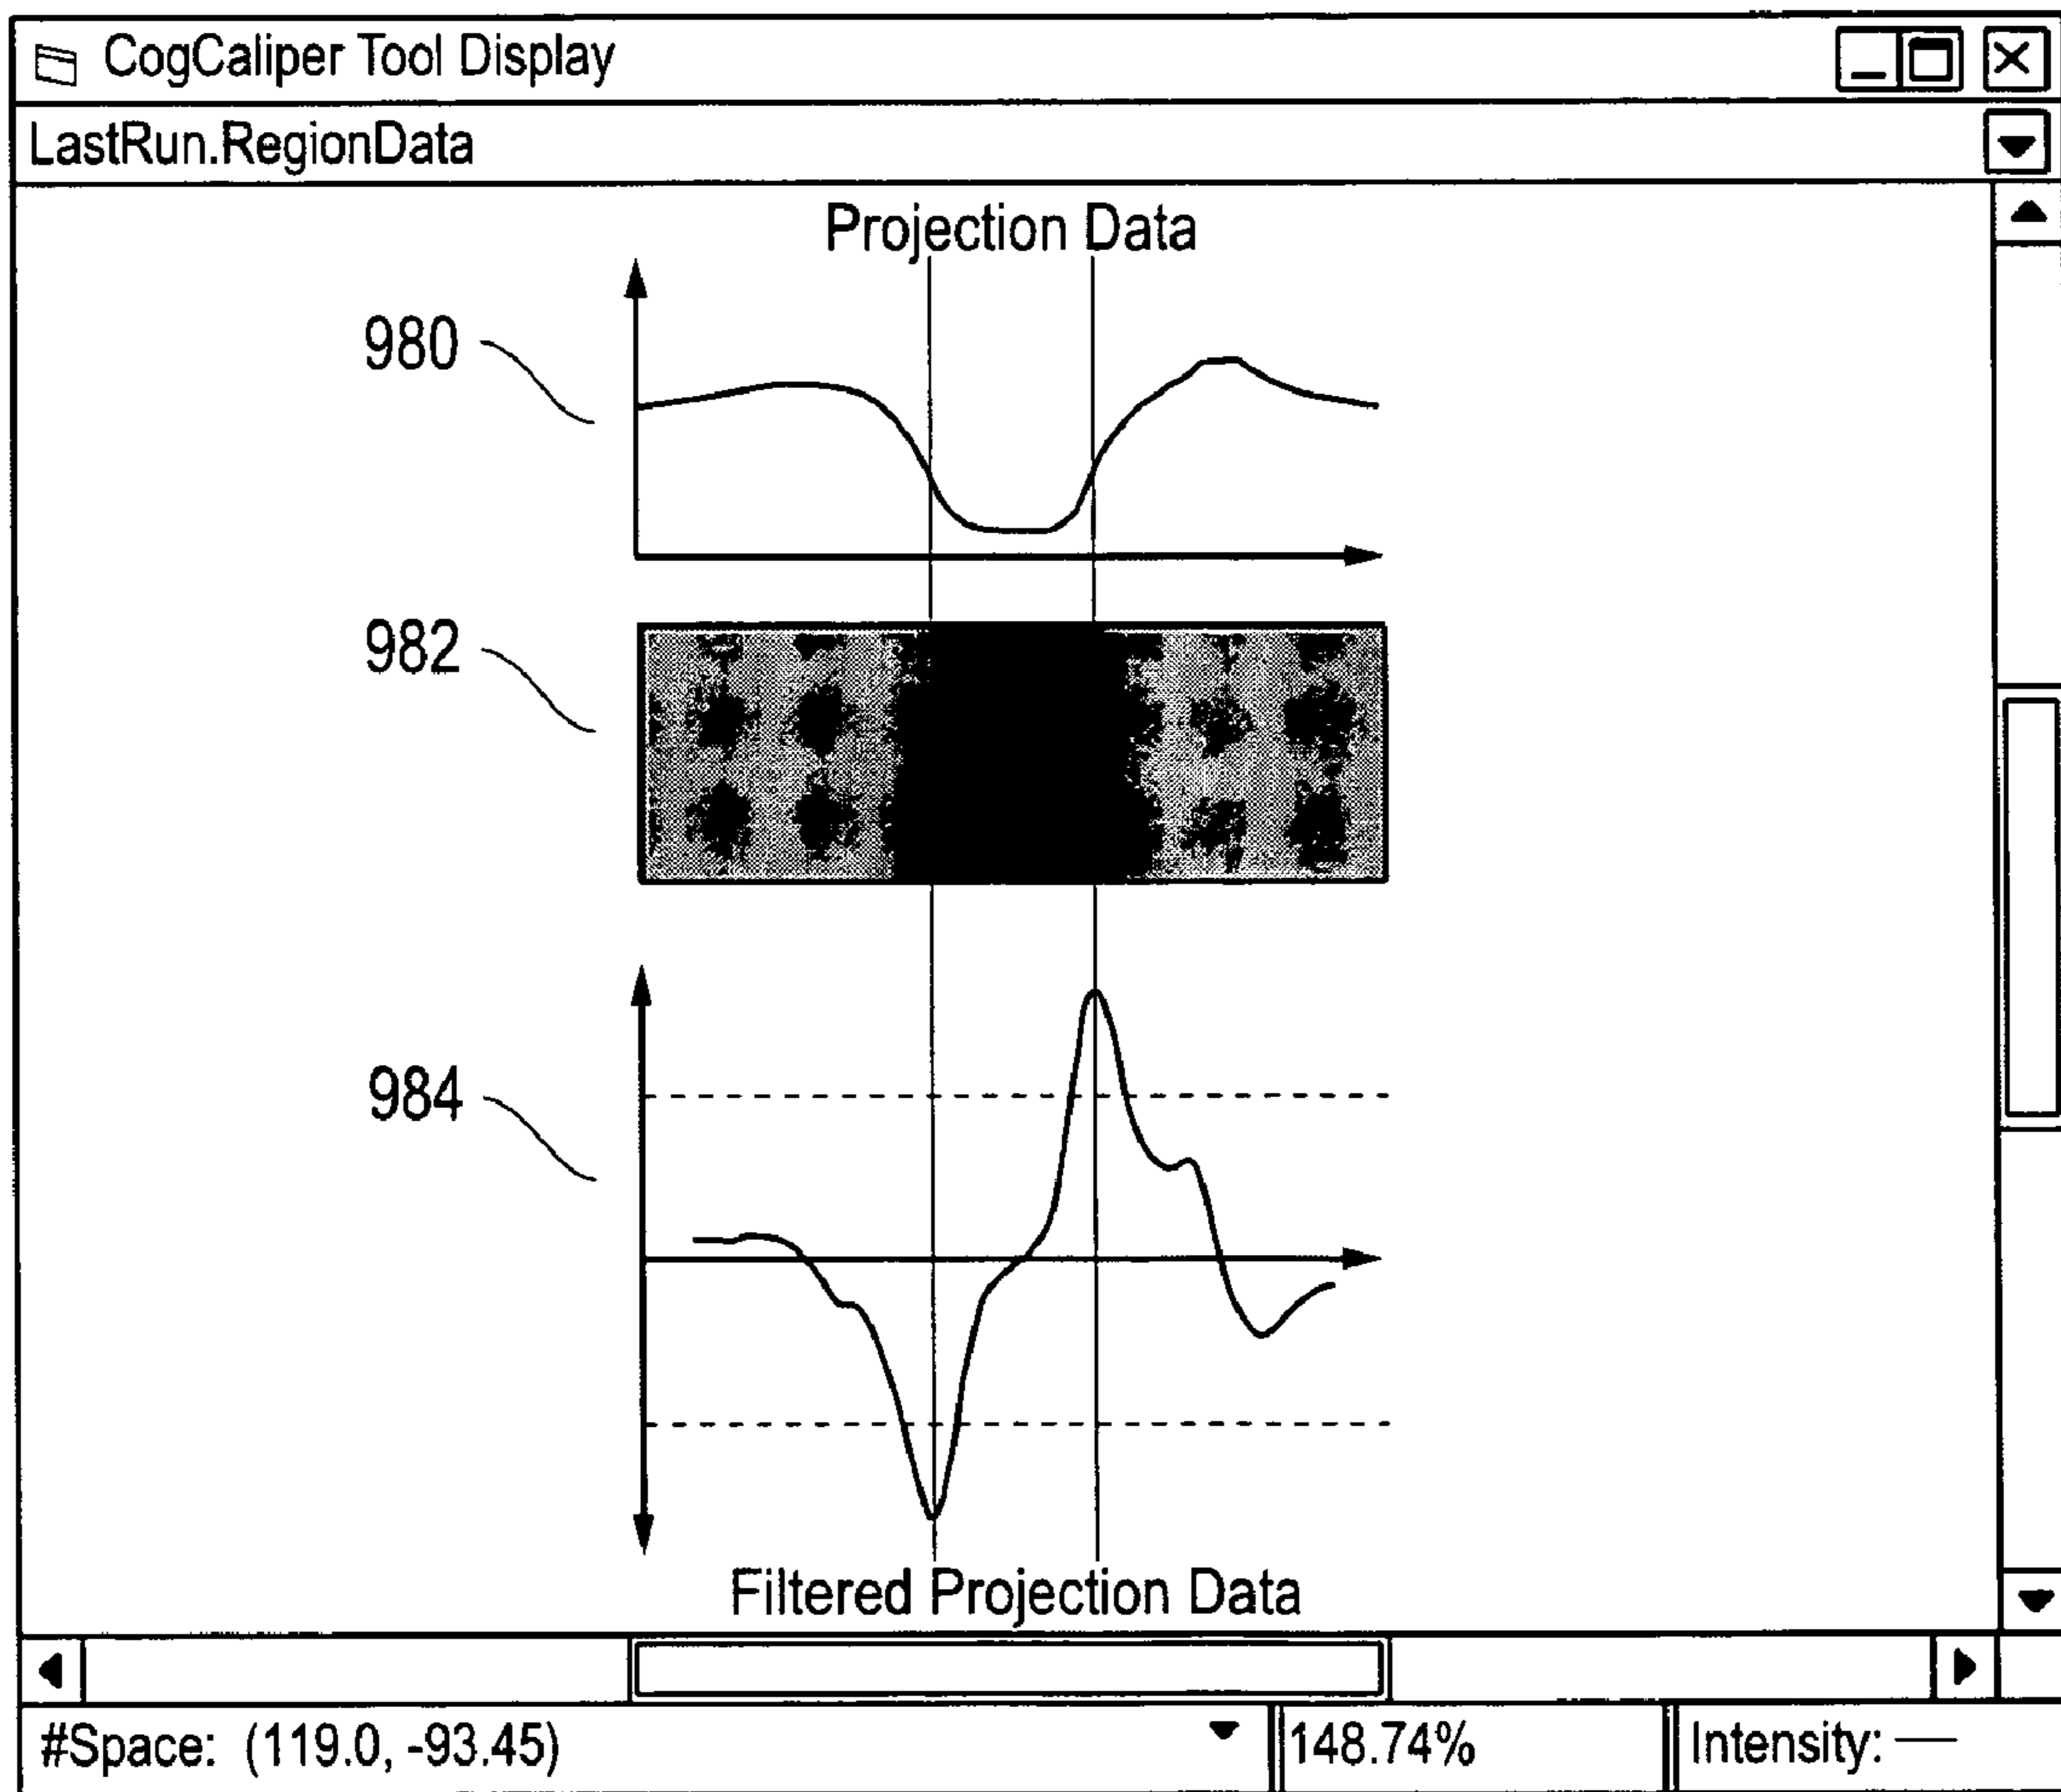 CogCaliper Tool Display
LastRun.RegionData
Projection Data
980
982
984
Filtered Projection Data
#Space: (119.0, -93.45)
148.74%
Intensity: —